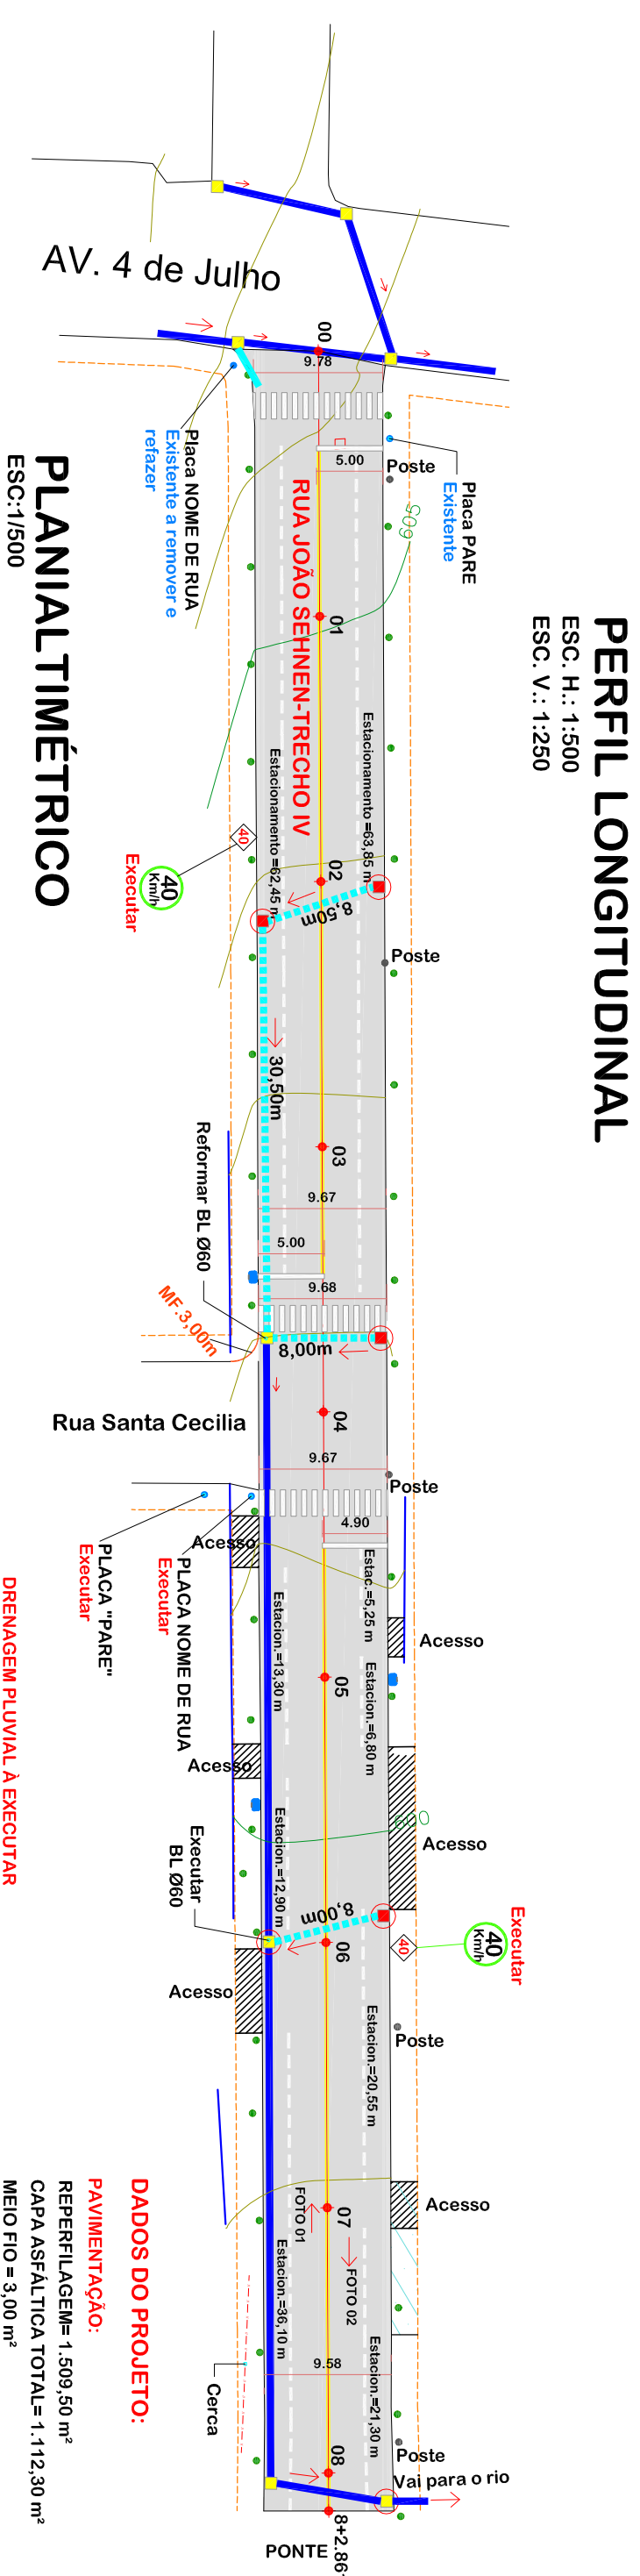 PERFIL LONGITUDINAL
ESC. H.: 1:500
ESC. V.: 1:250
AV. 4 de Julho
00
9.78
Placa NOME DE RUA
Existente a remover e
refazer
5.00
Poste
Placa PARE
Existente
PLANIALTIMÉTRICO
ESC:1/500
RUA JOÃO SEHNEN-TRECHO IV
605
01
Estacionamento =63,85 m
Estacionamento =62,45 m
40
40
Km/h
Executar
02
8,50m
Poste
30,50m
03
9.67
5.00
9.68
Reformar BL Ø60
MF.3,00m
8,00m
Rua Santa Cecilia
04
9.67
Poste
4.90
Acesso
PLACA NOME DE RUA
Executar
PLACA "PARE"
Executar
Estac.=5,25 m
Acesso
Estacion.=13,30 m
05
Estacion.=6,80 m
Acesso
600
Acesso
Estacion.=12,90 m
Executar
BL Ø60
8,00m
06
40
40
Km/h
Executar
Acesso
Poste
Estacion.=20,55 m
DRENAGEM PLUVIAL À EXECUTAR
Acesso
07
FOTO 01
FOTO 02
Estacion.=36,10 m
Estacion.=21,30 m
9.58
Cerca
08
Poste
Vai para o rio
PONTE
8+2.86
DADOS DO PROJETO:
PAVIMENTAÇÃO:
REPERFILAGEM= 1.509,50 m²
CAPA ASFÁLTICA TOTAL= 1.112,30 m²
MEIO FIO = 3,00 m²